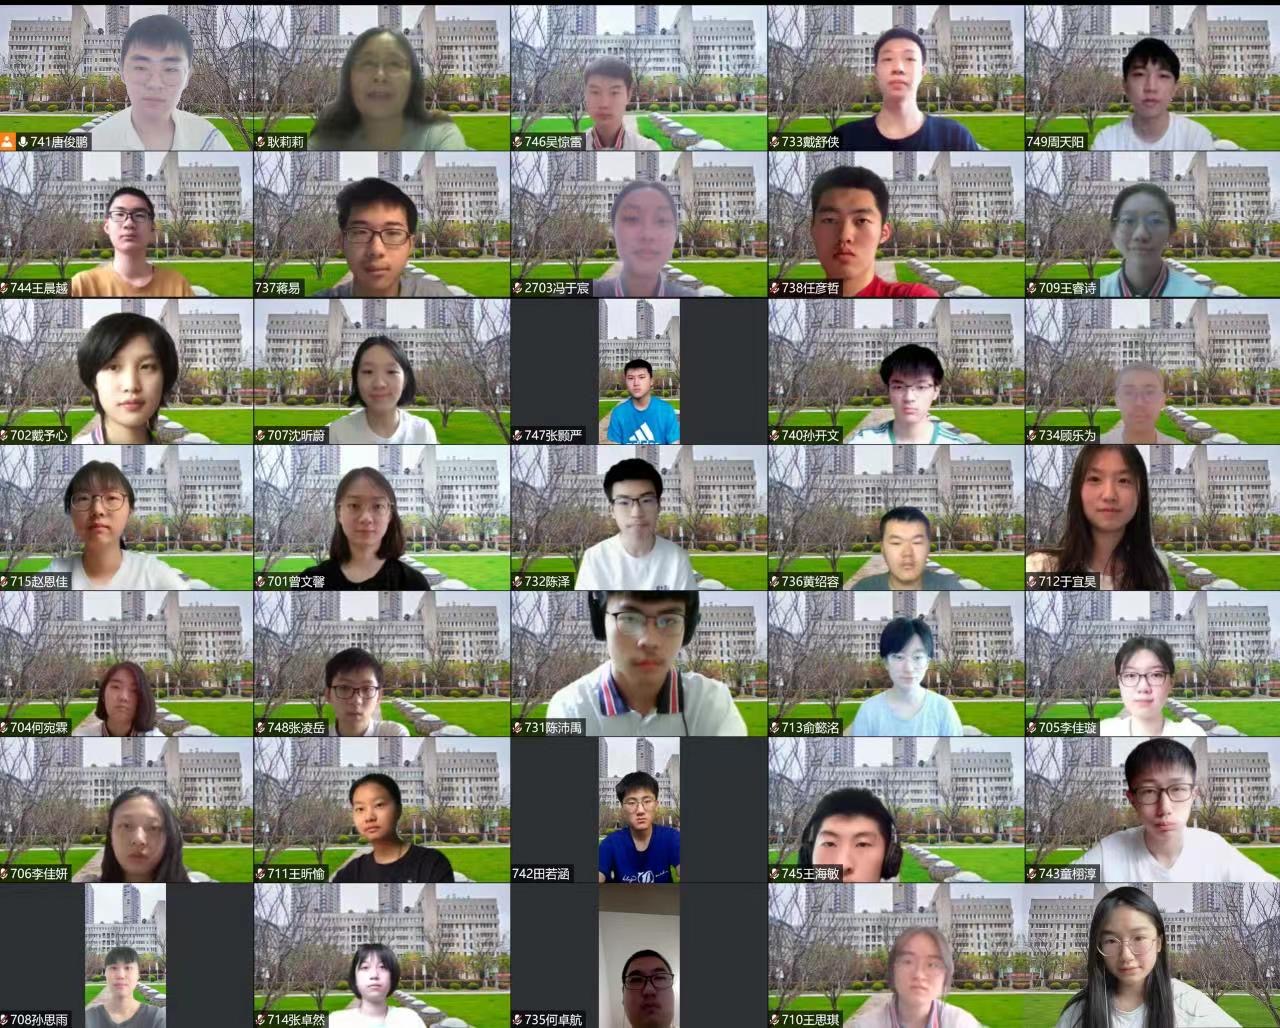 741唐俊鹏
耿莉莉
746吴惊雷
733戴舒侠
749周天阳
744王晨越
737蒋易
2703冯于宸
738任彦哲
709王睿诗
702戴予心
707沈昕蔚
747张颢严
740孙开文
734顾乐为
715赵恩佳
701曾文馨
732陈泽
736黄绍容
712于宜昊
704何宛霖
748张凌岳
731陈沛禹
713俞懿洺
705李佳璇
706李佳妍
711王昕愉
742田若涵
745王海敏
743童栩淳
708孙思雨
714张卓然
735何卓航
710王思琪